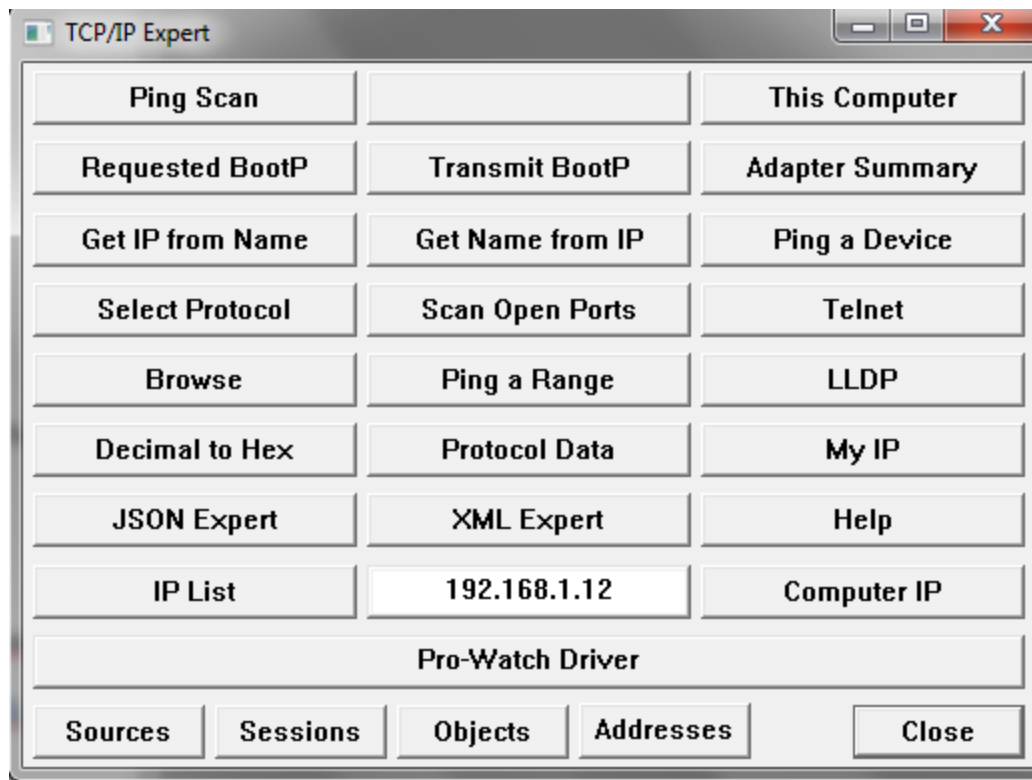 TCP/IP Expert
Ping Scan This Computer
Requested BootP Transmit BootP Adapter Summary
Get IP from Name Get Name from IP Ping a Device
Select Protocol Scan Open Ports Telnet
Browse Ping a Range LLDP
Decimal to Hex Protocol Data My IP
JSON Expert XML Expert Help
IP List 192.168.1.12 Computer IP
Pro-Watch Driver
Sources Sessions Objects Addresses Close